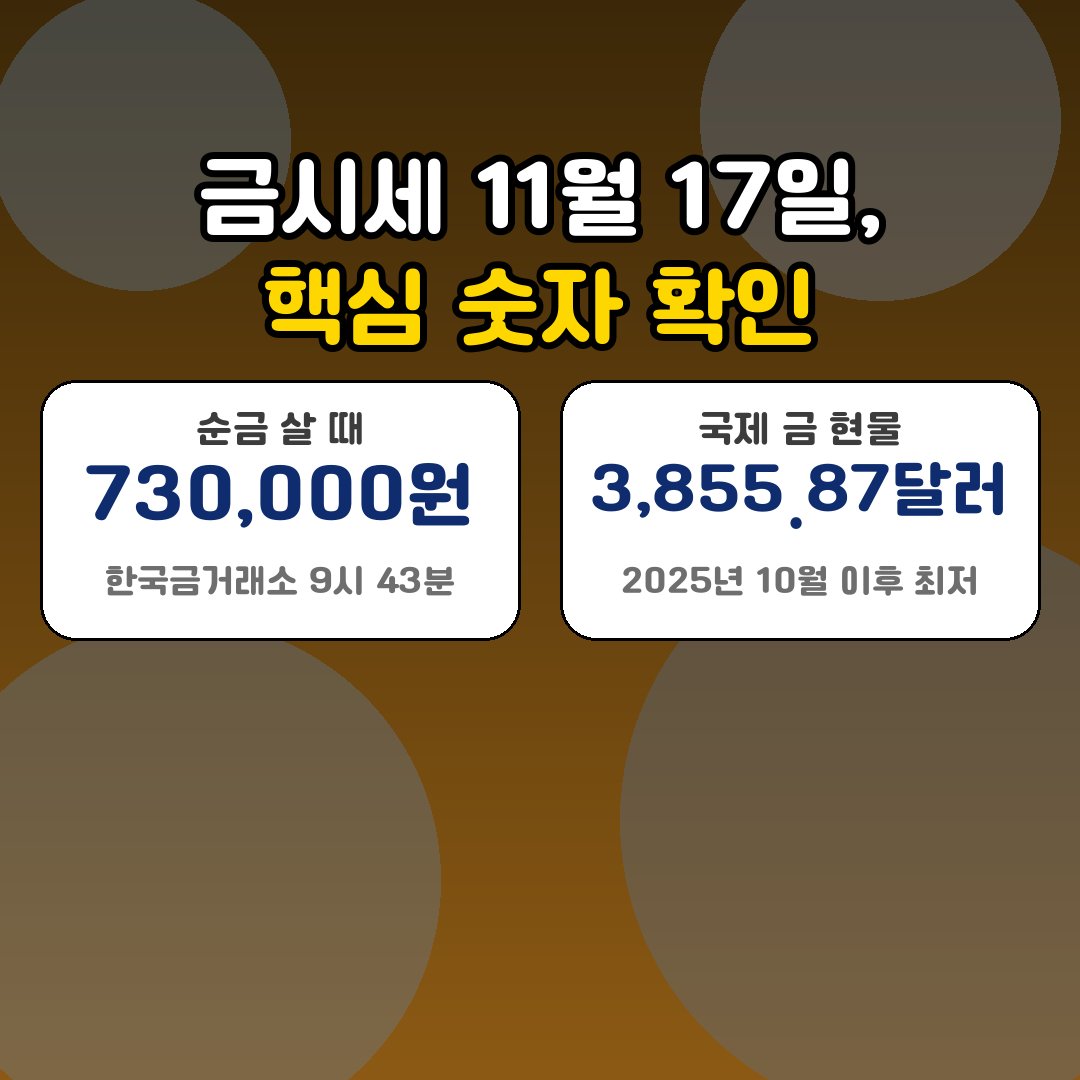 금시세 11월 17일,
핵심 숫자 확인
순금 살 때
730,000원
한국금거래소 9시 43분
국제 금 현물
3,855.87달러
2025년 10월 이후 최저